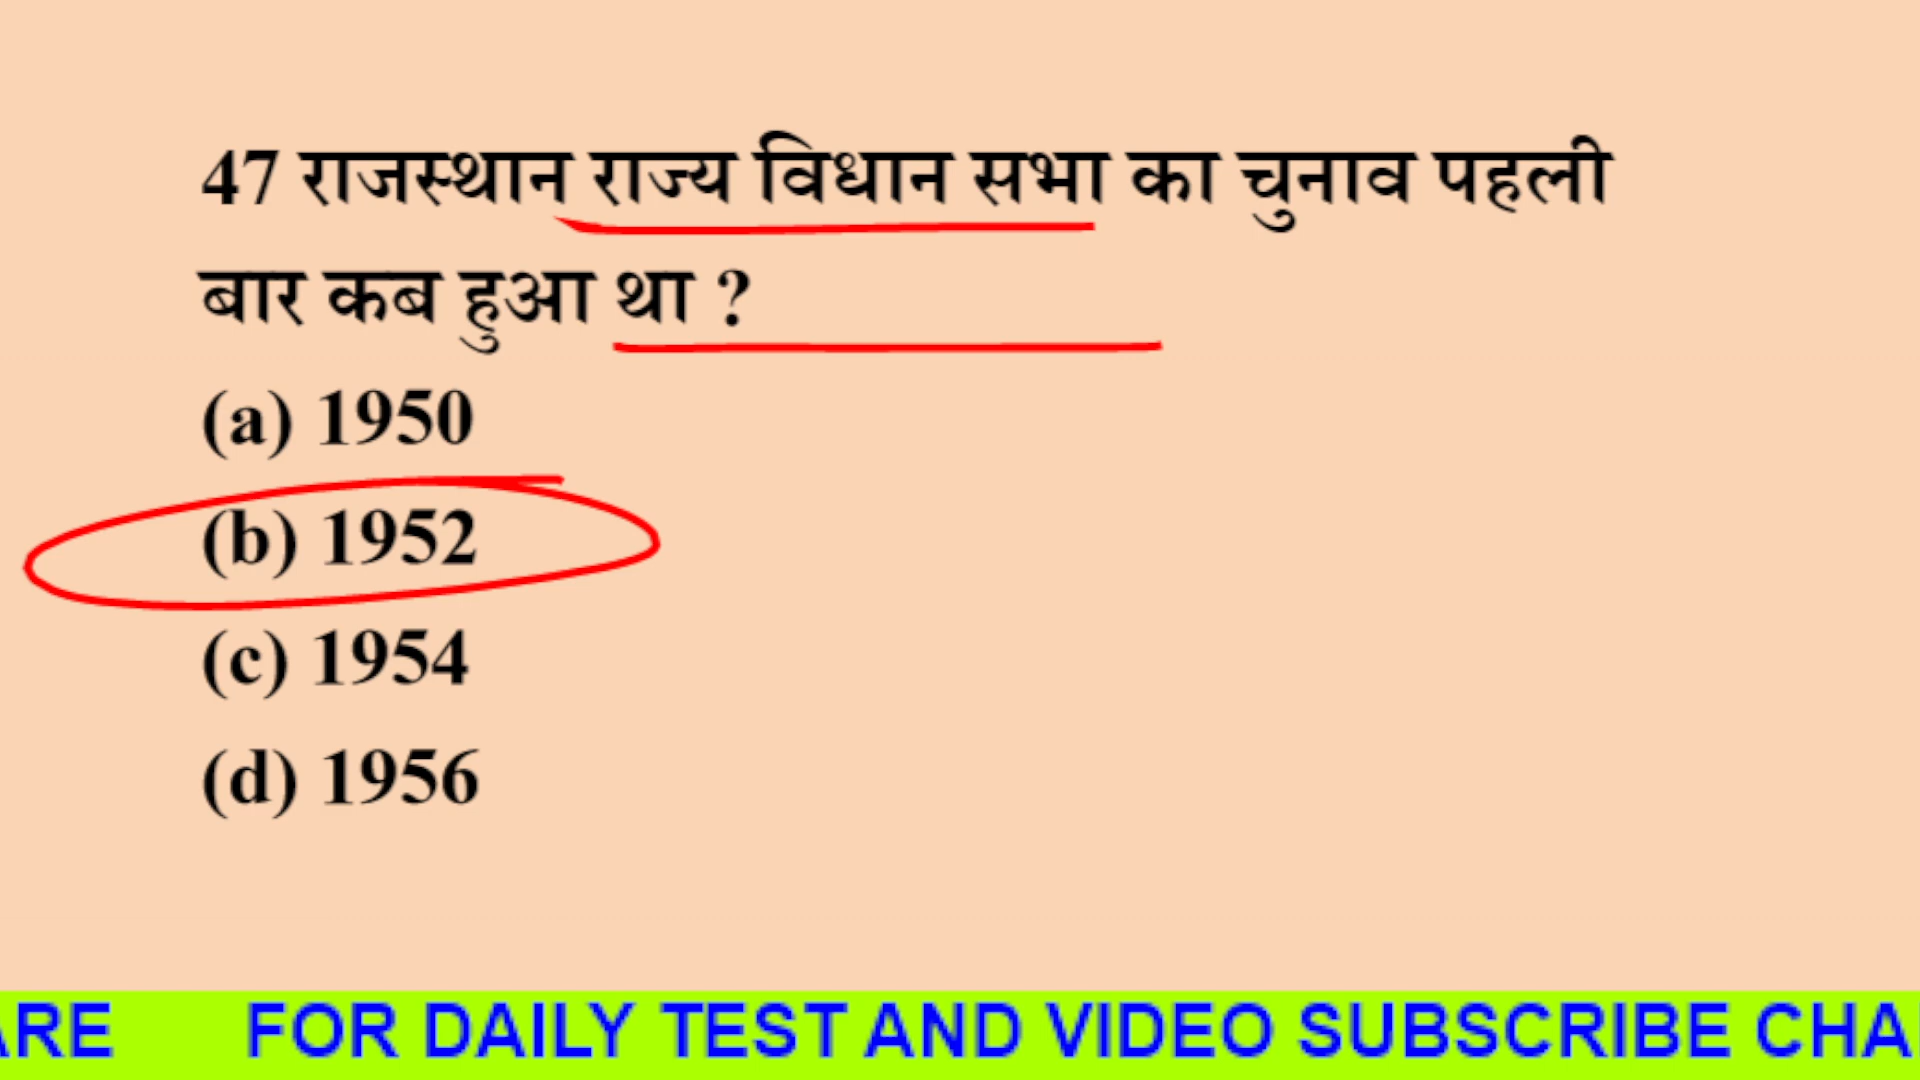 47 राजस्थान राज्य विधान सभा का चुनाव पहली
बार कब हुआ था ?
(a) 1950
(b) 1952
(c) 1954
(d) 1956
ARE FOR DAILY TEST AND VIDEO SUBSCRIBE CHA